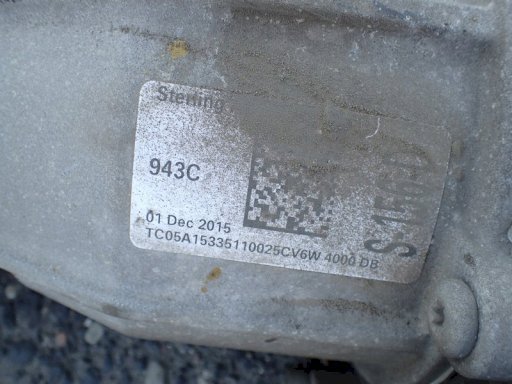 Sterling
943C
01 Dec 2015
TC05A15335110025CV6W 4000 DB